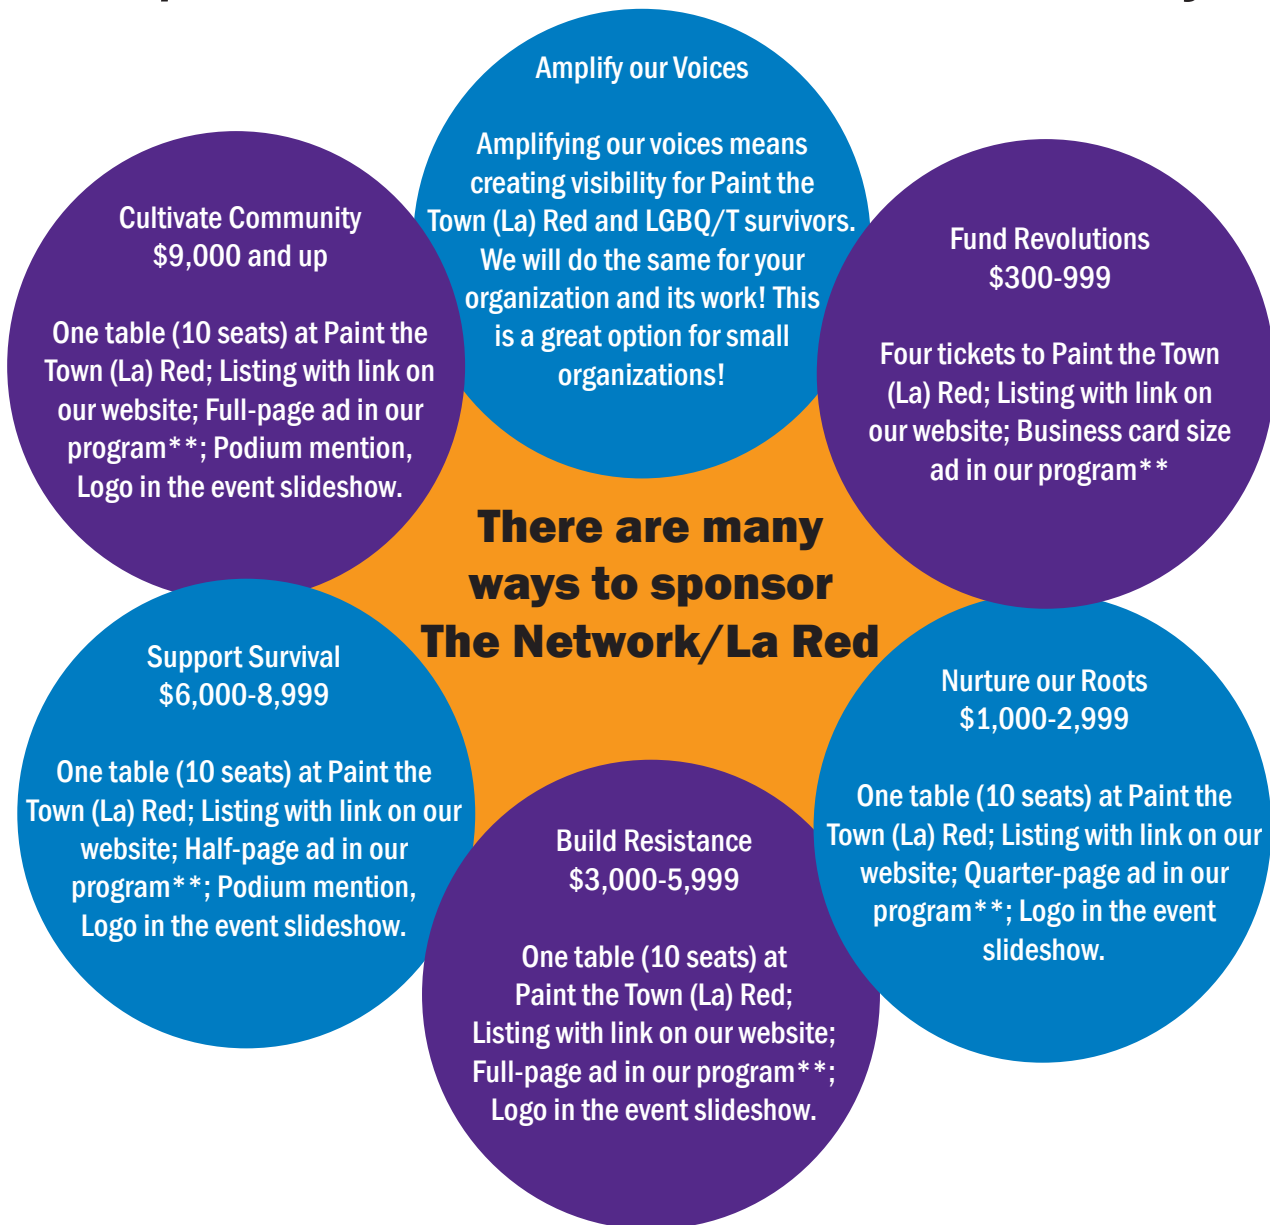 Amplify our Voices
Amplifying our voices means
creating visibility for Paint the
Town (La) Red and LGBQ/T survivors.
We will do the same for your
organization and its work! This
is a great option for small
organizations!
Cultivate Community
$9,000 and up
One table (10 seats) at Paint the
Town (La) Red; Listing with link on
our website; Full-page ad in our
program**; Podium mention,
Logo in the event slideshow.
Fund Revolutions
$300-999
Four tickets to Paint the Town
(La) Red; Listing with link on
our website; Business card size
ad in our program**
There are many
ways to sponsor
The Network/La Red
Support Survival
$6,000-8,999
One table (10 seats) at Paint the
Town (La) Red; Listing with link on our
website; Half-page ad in our
program**; Podium mention,
Logo in the event slideshow.
Nurture our Roots
$1,000-2,999
One table (10 seats) at Paint the
Town (La) Red; Listing with link on our
website; Quarter-page ad in our
program**; Logo in the event
slideshow.
Build Resistance
$3,000-5,999
One table (10 seats) at
Paint the Town (La) Red;
Listing with link on our website;
Full-page ad in our program**;
Logo in the event slideshow.